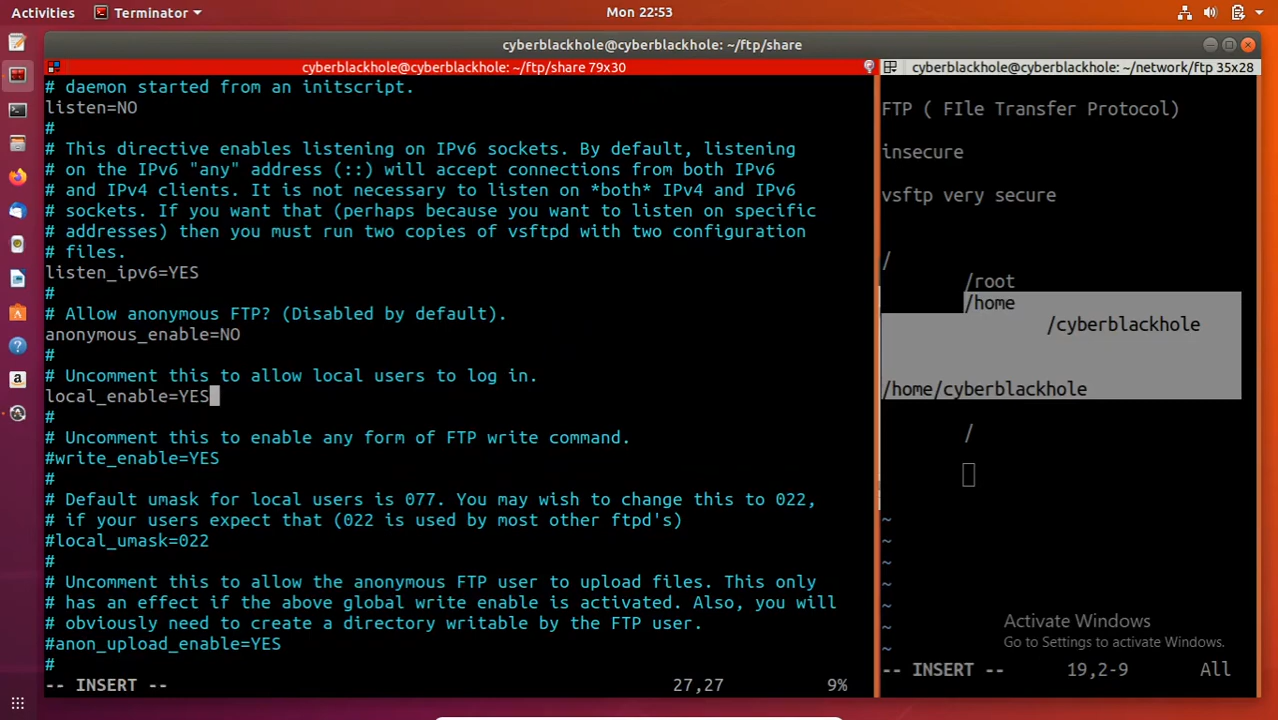 Activities
Terminator
Mon 22:53
cyberblackhole@cyberblackhole: ~/ftp/share
cyberblackhole@cyberblackhole: ~/ftp/share 79x30
# daemon started from an initscript.
listen=NO
#
# This directive enables listening on IPv6 sockets. By default, listening
# on the IPv6 "any" address (::) will accept connections from both IPv6
# and IPv4 clients. It is not necessary to listen on *both* IPv4 and IPv6
# sockets. If you want that (perhaps because you want to listen on specific
# addresses) then you must run two copies of vsftpd with two configuration
# files.
listen_ipv6=YES
#
# Allow anonymous FTP? (Disabled by default).
anonymous_enable=NO
#
# Uncomment this to allow local users to log in.
local_enable=YES
#
# Uncomment this to enable any form of FTP write command.
#write_enable=YES
#
# Default umask for local users is 077. You may wish to change this to 022,
# if your users expect that (022 is used by most other ftpd's)
#local_umask=022
#
# Uncomment this to allow the anonymous FTP user to upload files. This only
# has an effect if the above global write enable is activated. Also, you will
# obviously need to create a directory writable by the FTP user.
#anon_upload_enable=YES
#
-- INSERT -- 27,27 9%
cyberblackhole@cyberblackhole: ~/network/ftp 35x28
FTP ( FIle Transfer Protocol)
insecure
vsftp very secure
/
/root
/home
/cyberblackhole
/home/cyberblackhole
/
~
~
~
~
~
~
~
Activate Windows
Go to Settings to activate Windows.
-- INSERT -- 19,2-9 All